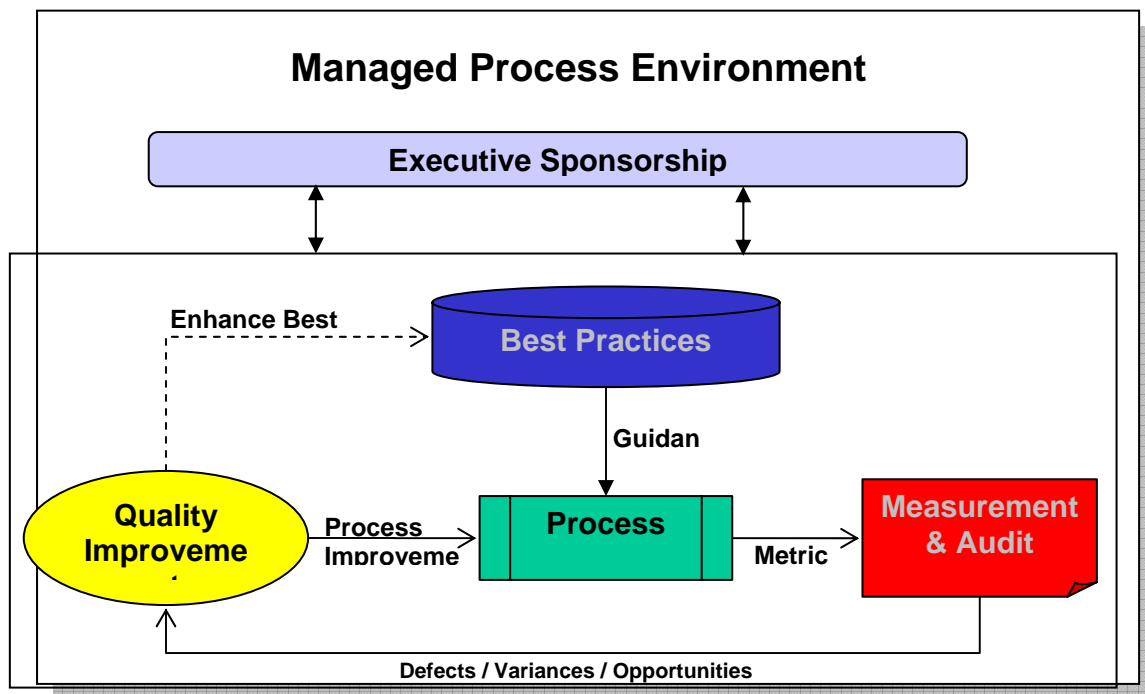 Managed Process Environment
Executive Sponsorship
Enhance Best
Best Practices
Guidan
Quality
Improveme
Process
Improveme
Process
Metric
Measurement
& Audit
Defects / Variances / Opportunities